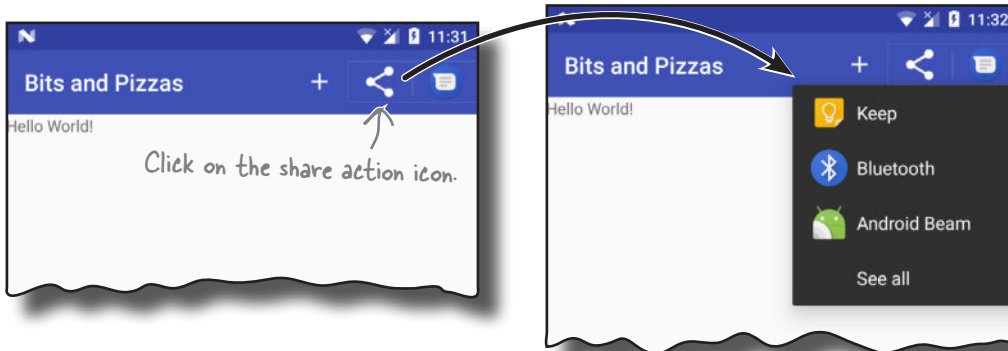 11:31
Bits and Pizzas
+
Hello World!
Click on the share action icon.
11:32
Bits and Pizzas
+
Hello World!
Keep
Bluetooth
Android Beam
See all